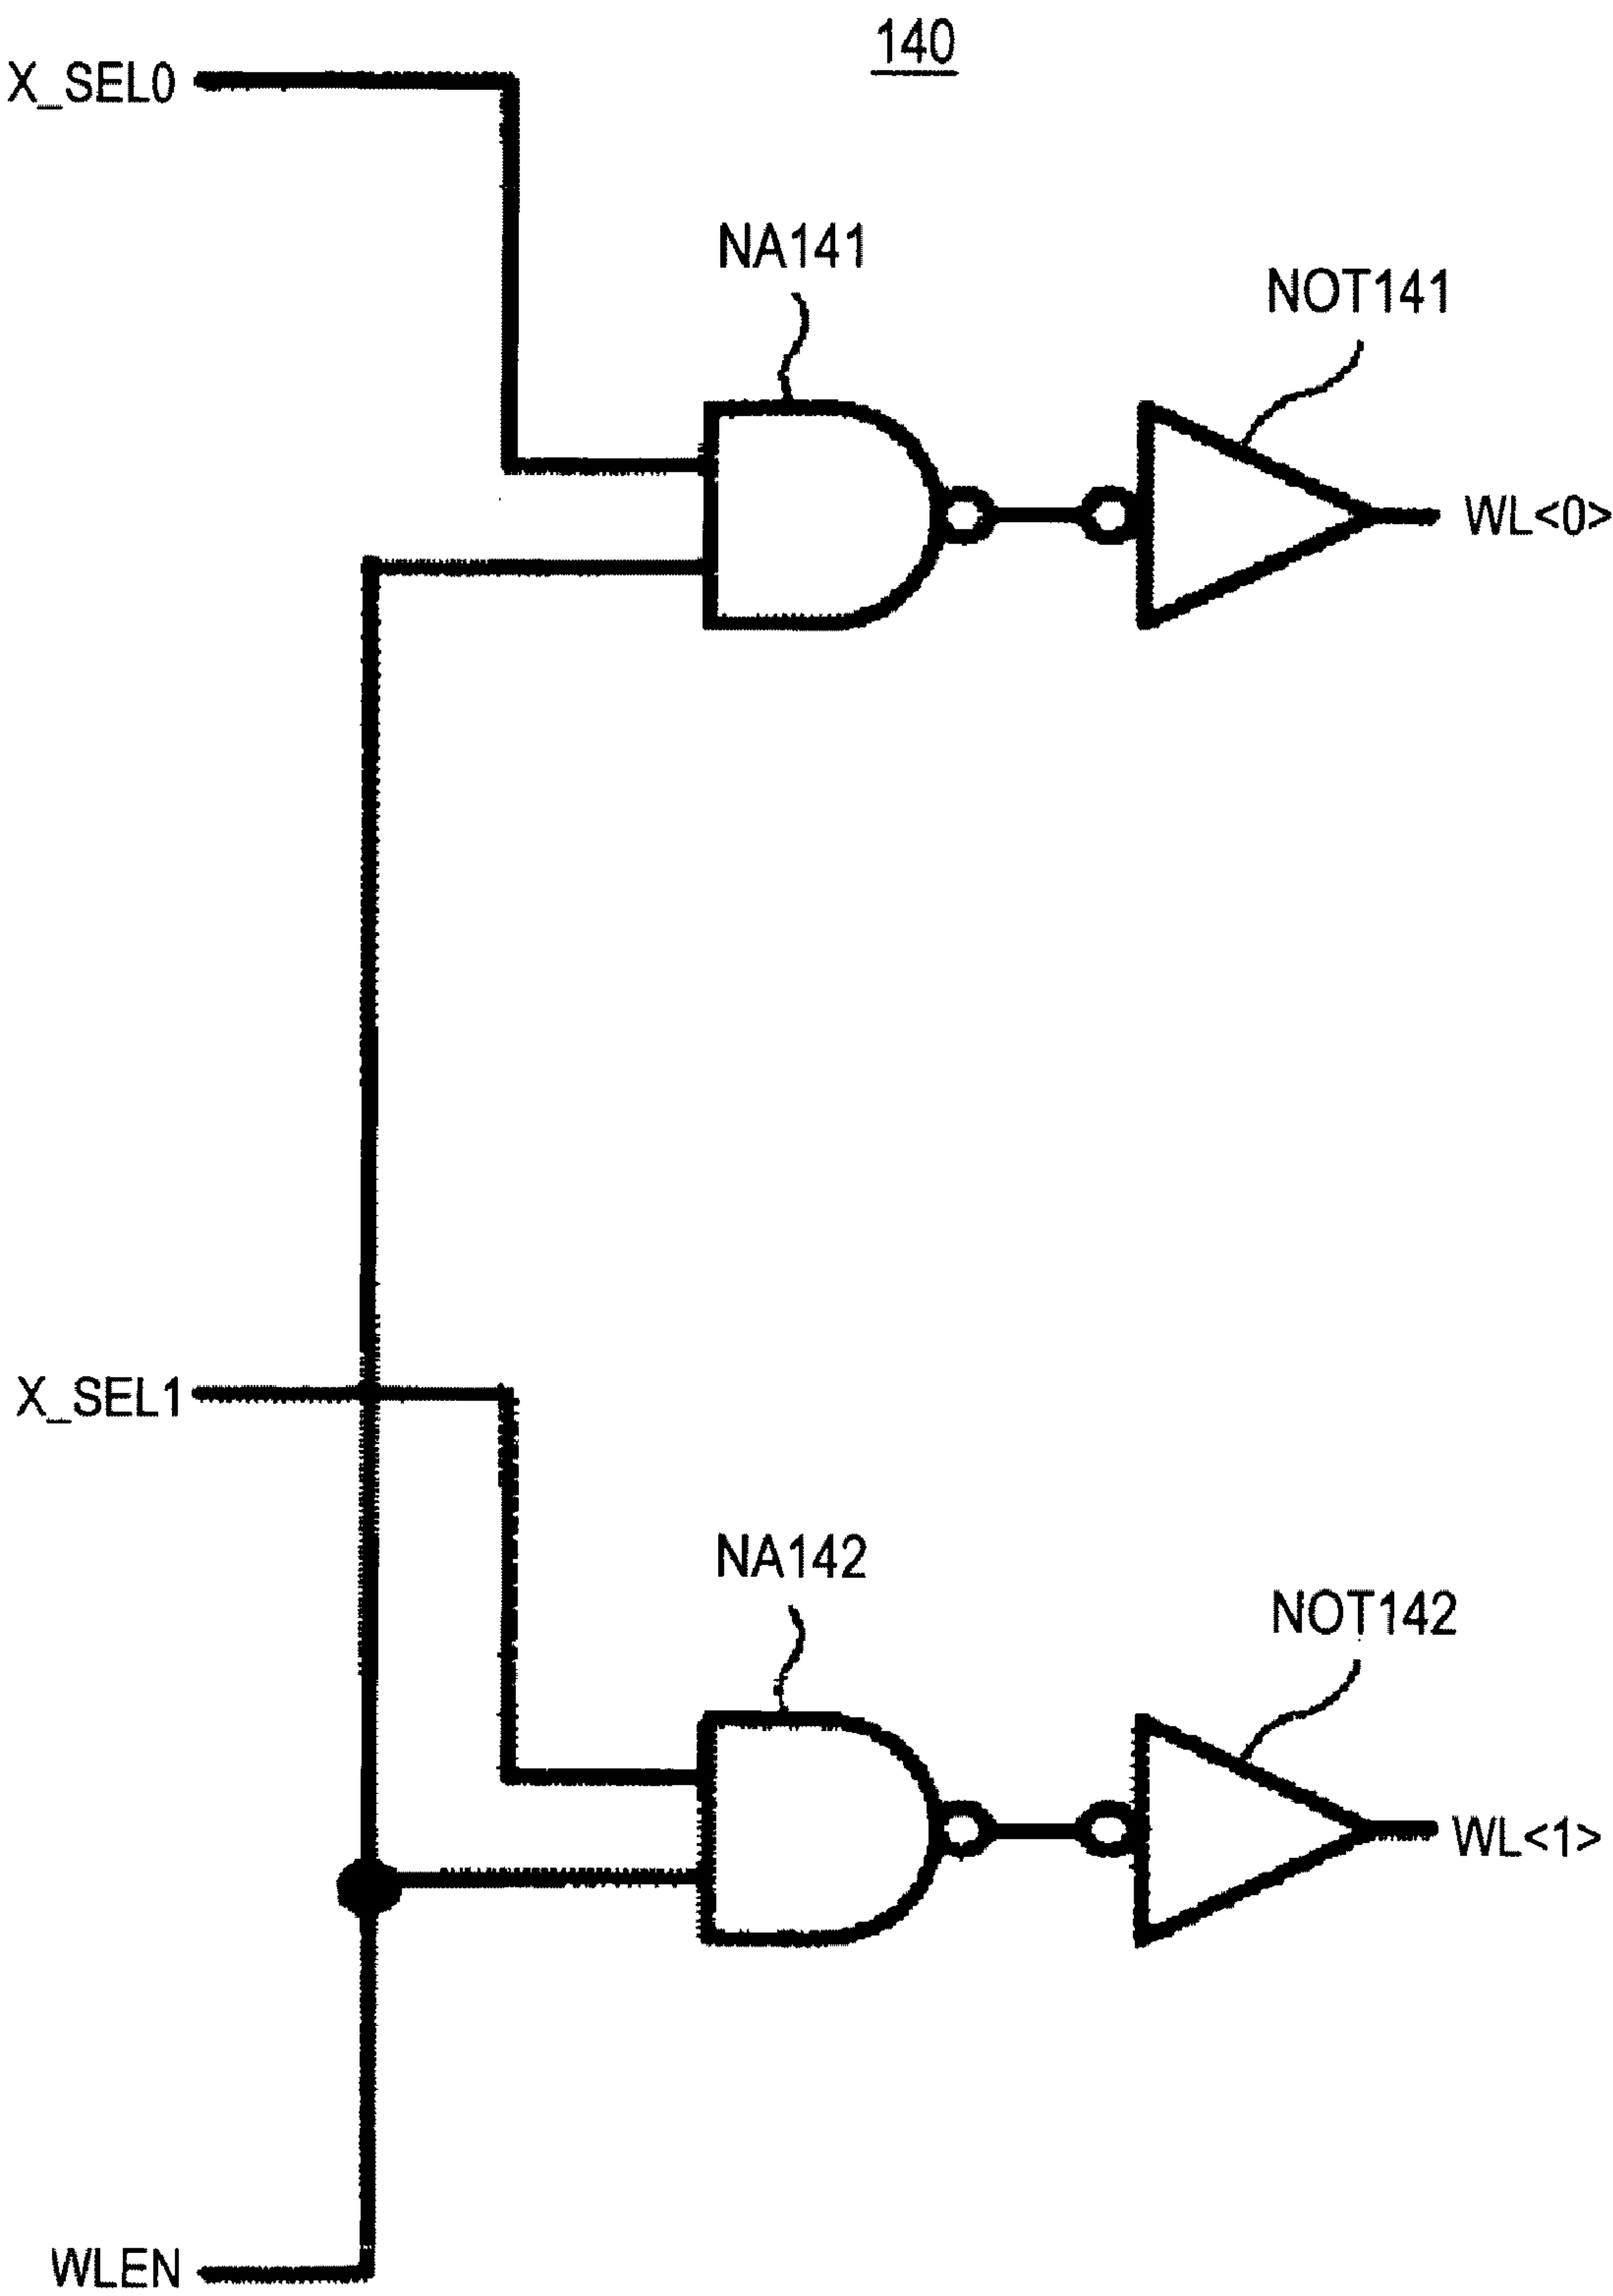 140
X_SEL0
NA141
NOT141
WL<0>
X_SEL1
NA142
NOT142
WL<1>
WLEN